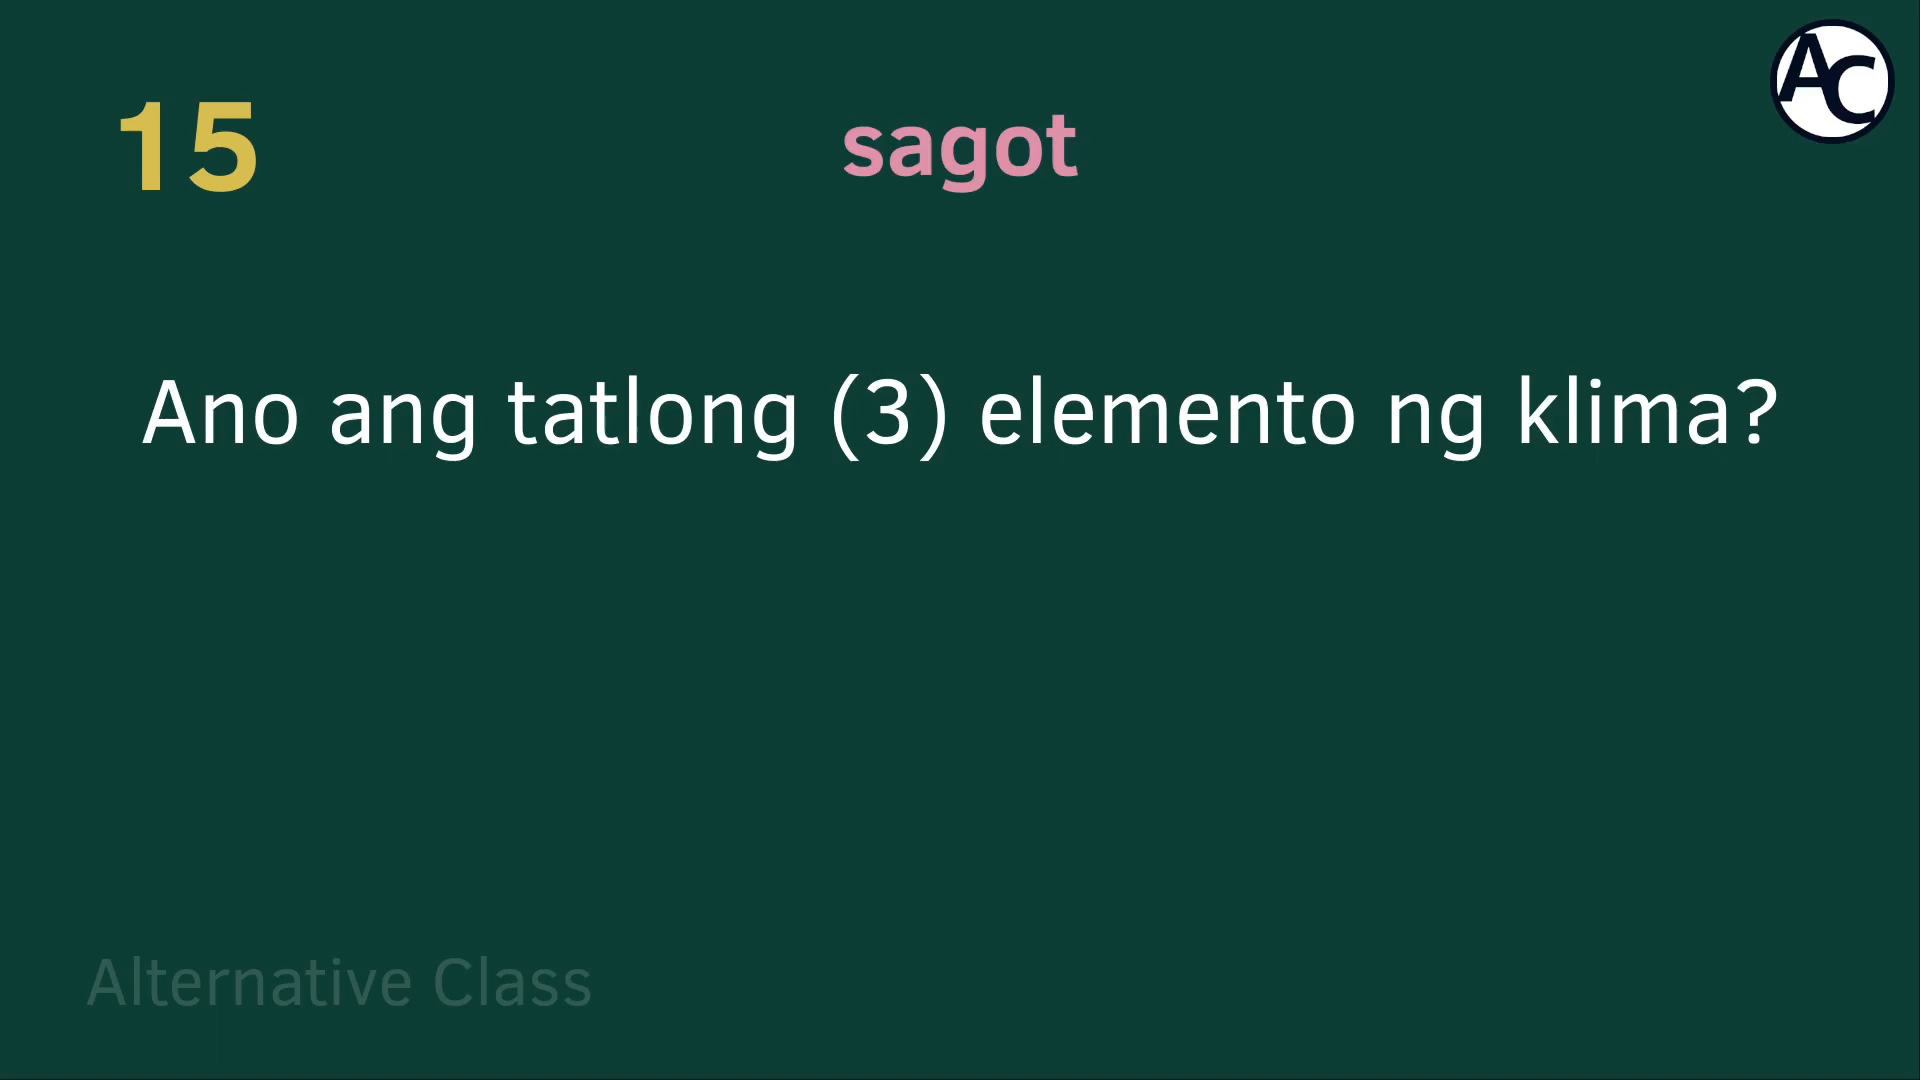 15
sagot
AC
Ano ang tatlong (3) elemento ng klima?
Alternative Class